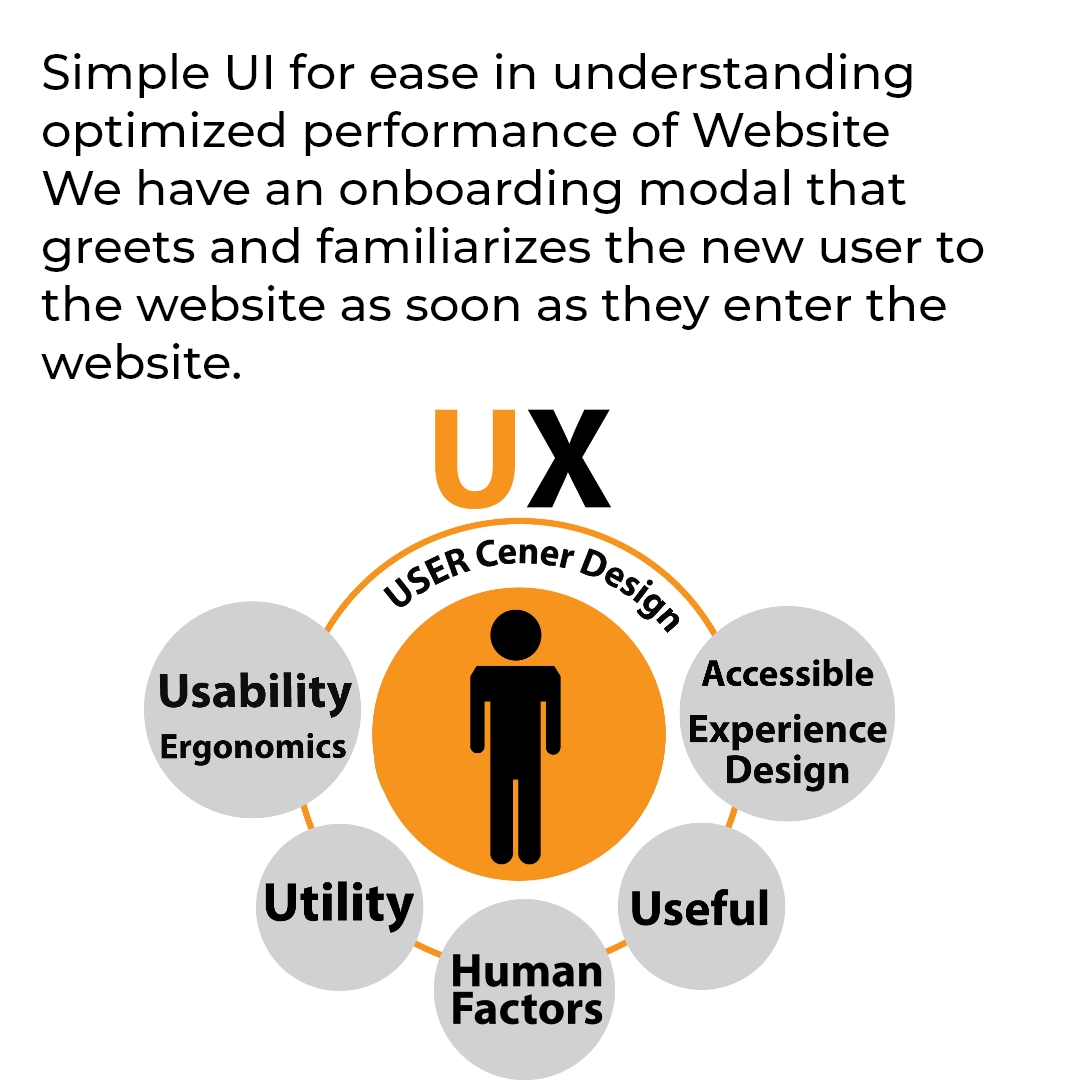 Simple UI for ease in understanding
optimized performance of Website
We have an onboarding modal that
greets and familiarizes the new user to
the website as soon as they enter the
website.
UX
USER Cener Design
Usability
Ergonomics
Accessible
Experience
Design
Utility
Useful
Human
Factors